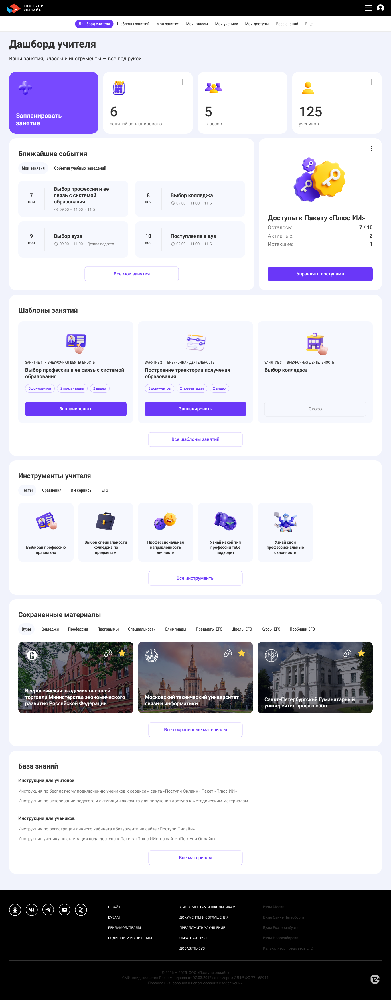 ПОСТУПИ
ОНЛАЙН
Дашборд учителя
Шаблоны занятий
Мои занятия
Мои классы
Мои ученики
Мои доступы
База знаний
Еще
Дашборд учителя
Ваши занятия, классы и инструменты — всё под рукой
Запланировать
занятие
6
занятий запланировано
5
классов
125
учеников
Ближайшие события
Мои занятия
События учебных заведений
7
ноя
Выбор профессии и ее
связь с системой
образования
09:00 — 11:00 · 11 Б
8
ноя
Выбор колледжа
09:00 — 11:00 · 11 Б
9
ноя
Выбор вуза
09:00 — 11:00 · Группа подгото...
10
ноя
Поступление в вуз
09:00 — 11:00 · 11 Б
Все мои занятия
Доступы к Пакету «Плюс ИИ»
Осталось: 7 / 10
Активные: 2
Истекшие: 1
Управлять доступами
Шаблоны занятий
ЗАНЯТИЕ 1 · ВНЕУРОЧНАЯ ДЕЯТЕЛЬНОСТЬ
Выбор профессии и ее связь с системой
образования
5 документов
2 презентации
2 видео
Запланировать
ЗАНЯТИЕ 2 · ВНЕУРОЧНАЯ ДЕЯТЕЛЬНОСТЬ
Построение траектории получения
образования
5 документов
2 презентации
2 видео
Запланировать
ЗАНЯТИЕ 3 · ВНЕУРОЧНАЯ ДЕЯТЕЛЬНОСТЬ
Выбор колледжа
Скоро
Все шаблоны занятий
Инструменты учителя
Тесты
Сравнения
ИИ сервисы
ЕГЭ
Выбирай профессию
правильно
Выбор специальности
колледжа по
предметам
Профессиональная
направленность
личности
Узнай какой тип
профессии тебе
подходит
Узнай свои
профессиональные
склонности
Все инструменты
Сохраненные материалы
Вузы
Колледжи
Профессии
Программы
Специальности
Олимпиады
Предметы ЕГЭ
Школы ЕГЭ
Курсы ЕГЭ
Пробники ЕГЭ
Всероссийская академия внешней
торговли Министерства экономического
развития Российской Федерации
Московский технический университет
связи и информатики
Санкт-Петербургский Гуманитарный
университет профсоюзов
Все сохраненные материалы
База знаний
Инструкции для учителей
Инструкция по бесплатному подключению учеников к сервисам сайта «Поступи Онлайн» Пакет «Плюс ИИ»
Инструкция по авторизации педагога и активации аккаунта для получения доступа к методическим материалам
Инструкции для учеников
Инструкция по регистрации личного кабинета абитуриента на сайте «Поступи Онлайн»
Инструкция ученику по активации кода доступа к Пакету «Плюс ИИ» на сайте «Поступи Онлайн»
Все материалы
О САЙТЕ
ВУЗАМ
РЕКЛАМОДАТЕЛЯМ
РОДИТЕЛЯМ И УЧИТЕЛЯМ
АБИТУРИЕНТАМ И ШКОЛЬНИКАМ
ДОКУМЕНТЫ И СОГЛАШЕНИЯ
ПРЕДЛОЖИТЬ УЛУЧШЕНИЕ
ОБРАТНАЯ СВЯЗЬ
ДОБАВИТЬ ВУЗ
Вузы Москвы
Вузы Санкт-Петербурга
Вузы Екатеринбурга
Вузы Новосибирска
Калькулятор предметов ЕГЭ
© 2016 — 2025 ООО «Поступи онлайн»
СМИ, свидетельство Роскомнадзора от 07.03.2017 за номером ЭЛ № ФС 77 - 68911
Правила цитирования и использования изображений
12+